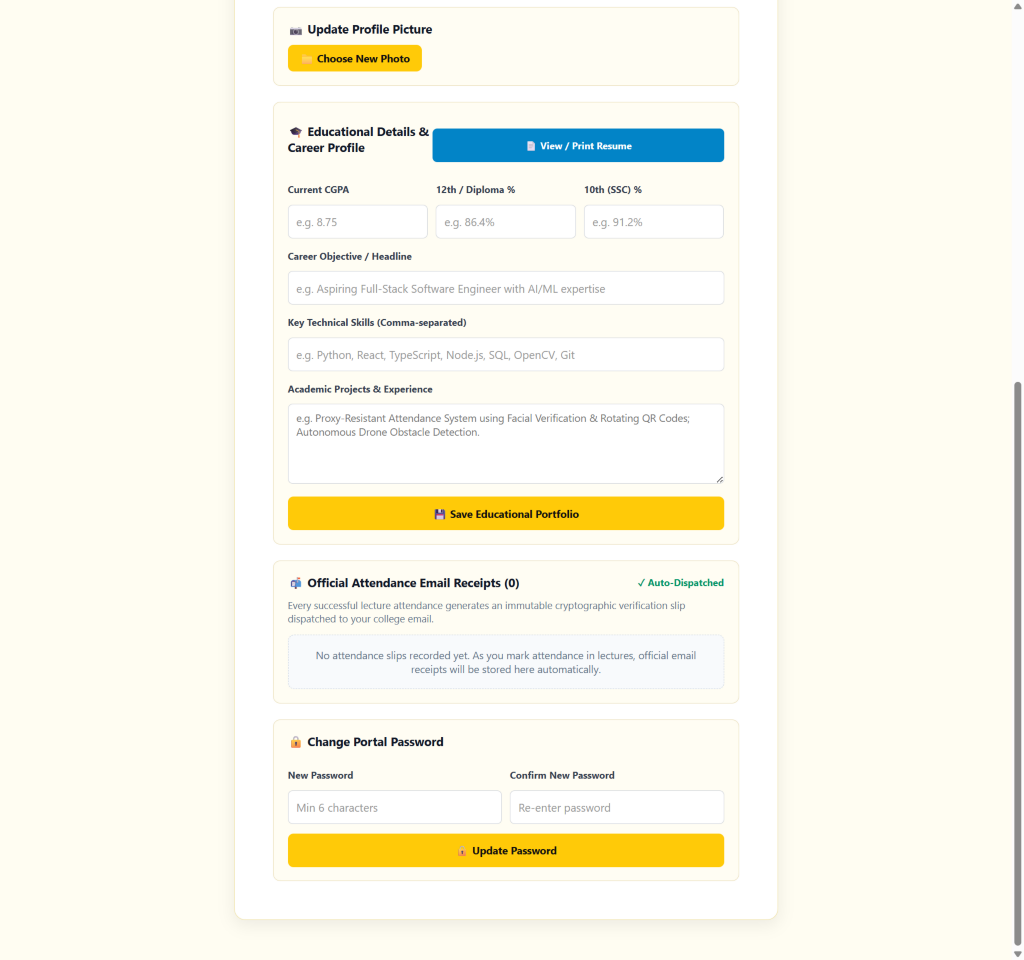 Update Profile Picture
Choose New Photo
Educational Details &
Career Profile
View / Print Resume
Current CGPA
12th / Diploma %
10th (SSC) %
e.g. 8.75
e.g. 86.4%
e.g. 91.2%
Career Objective / Headline
e.g. Aspiring Full-Stack Software Engineer with AI/ML expertise
Key Technical Skills (Comma-separated)
e.g. Python, React, TypeScript, Node.js, SQL, OpenCV, Git
Academic Projects & Experience
e.g. Proxy-Resistant Attendance System using Facial Verification & Rotating QR Codes;
Autonomous Drone Obstacle Detection.
Save Educational Portfolio
Official Attendance Email Receipts (0)
✓ Auto-Dispatched
Every successful lecture attendance generates an immutable cryptographic verification slip
dispatched to your college email.
No attendance slips recorded yet. As you mark attendance in lectures, official email
receipts will be stored here automatically.
Change Portal Password
New Password
Confirm New Password
Min 6 characters
Re-enter password
Update Password